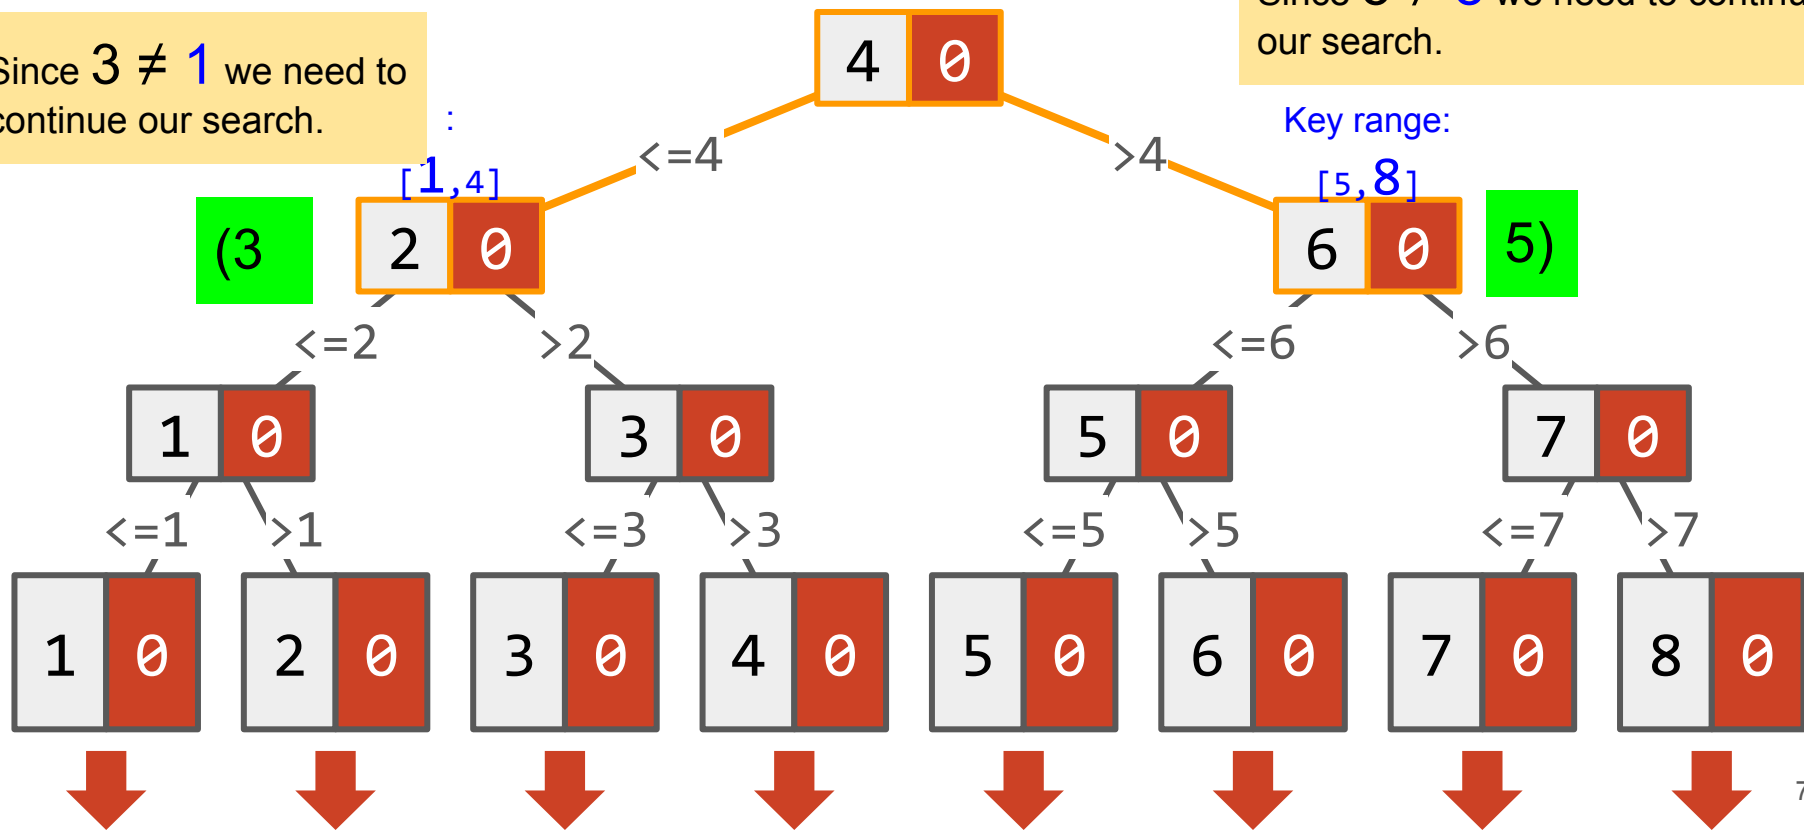 our search.
Since 3 ≠ 1 we need to
continue our search.
4 0
:
Key range:
<=4 >4
[1,4] [5,8]
(3 2 0 6 0 5)
<=2 >2 <=6 >6
1 0 3 0 5 0 7 0
<=1 >1 <=3 >3 <=5 >5 <=7 >7
1 0 2 0 3 0 4 0 5 0 6 0 7 0 8 0
7